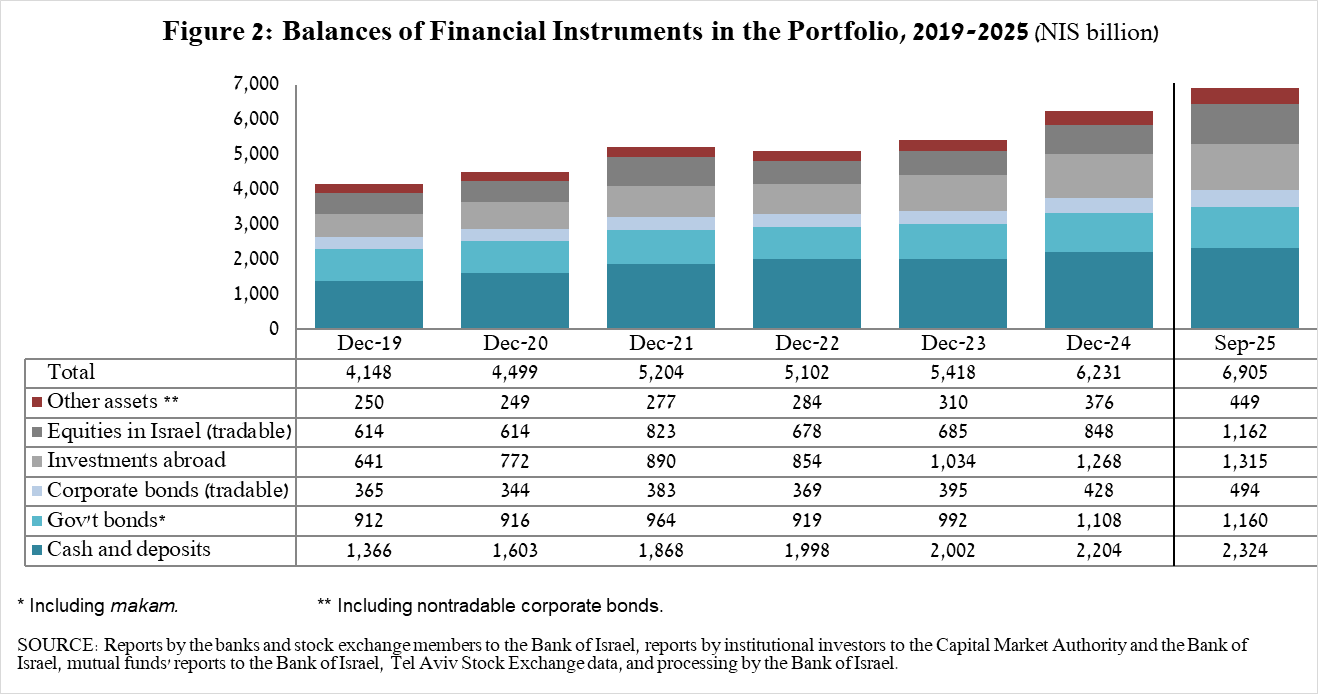 Figure 2: Balances of Financial Instruments in the Portfolio, 2019-2025 (NIS billion)
7,000
6,000
5,000
4,000
3,000
2,000
1,000
0
Dec-19 Dec-20 Dec-21 Dec-22 Dec-23 Dec-24 Sep-25
Total 4,148 4,499 5,204 5,102 5,418 6,231 6,905
Other assets ** 250 249 277 284 310 376 449
Equities in Israel (tradable) 614 614 823 678 685 848 1,162
Investments abroad 641 772 890 854 1,034 1,268 1,315
Corporate bonds (tradable) 365 344 383 369 395 428 494
Gov't bonds* 912 916 964 919 992 1,108 1,160
Cash and deposits 1,366 1,603 1,868 1,998 2,002 2,204 2,324
* Including makam. ** Including nontradable corporate bonds.
SOURCE: Reports by the banks and stock exchange members to the Bank of Israel, reports by institutional investors to the Capital Market Authority and the Bank of
Israel, mutual funds' reports to the Bank of Israel, Tel Aviv Stock Exchange data, and processing by the Bank of Israel.